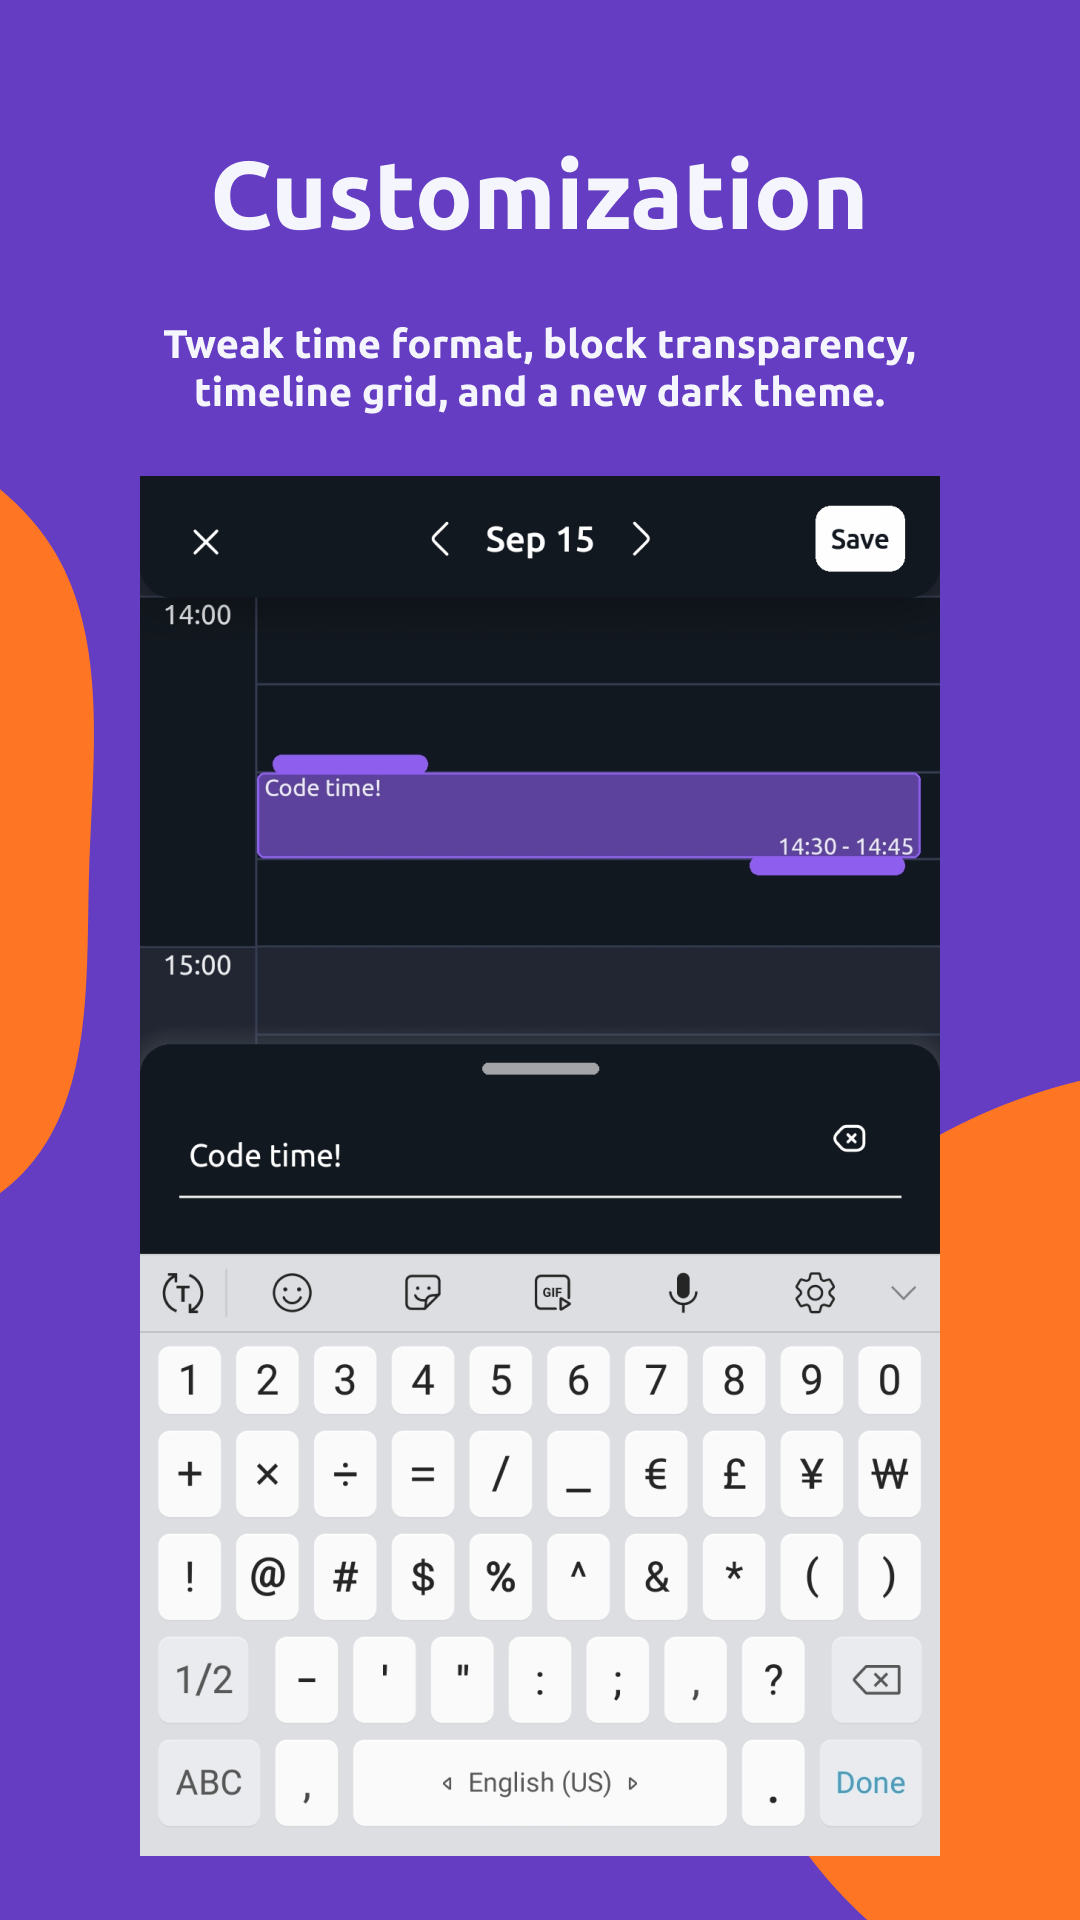 Customization
Tweak time format, block transparency,
timeline grid, and a new dark theme.
Sep 15
Save
14:00
Code time!
14:30 - 14:45
15:00
Code time!
T
GIF
1 2 3 4 5 6 7 8 9 0
+ × ÷ = / _ € £ ¥ ₩
! @ # $ % ^ & * ( )
1/2 - ' " : ; , ?
ABC , English (US) . Done